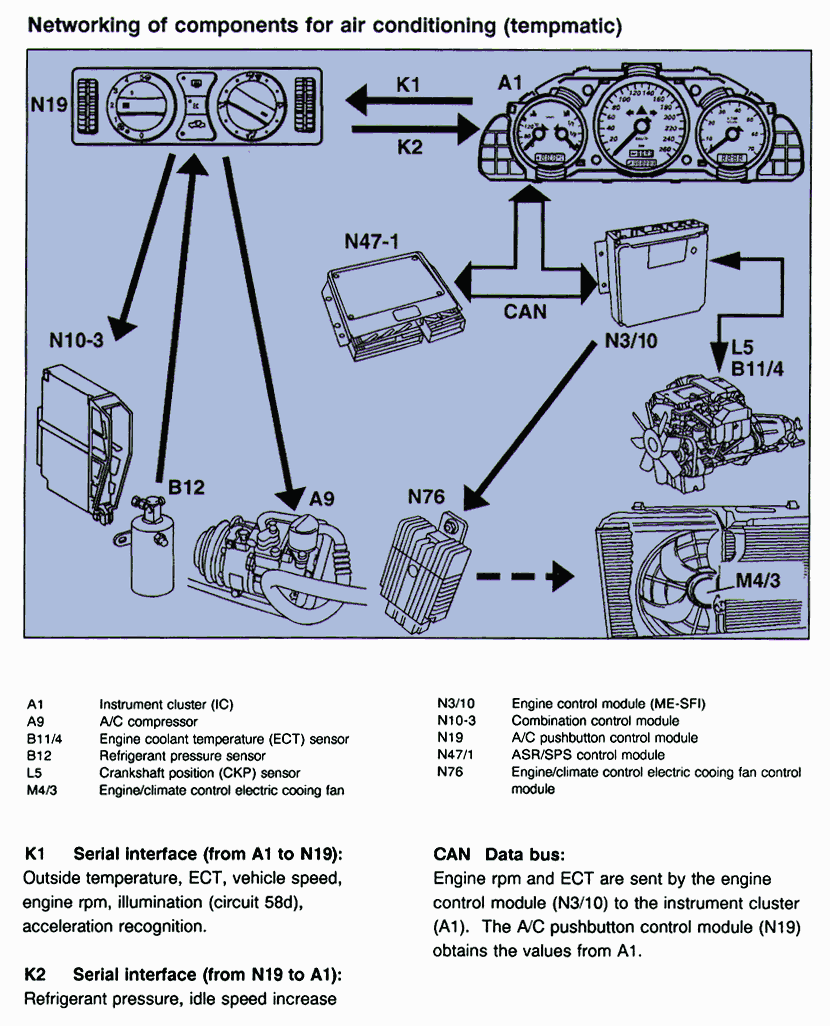 Networking of components for air conditioning (tempmatic)
N19
K1
A1
K2
N47-1
CAN
N3/10
N10-3
L5
B11/4
B12
A9
N76
M4/3
A1 Instrument cluster (IC)
A9 A/C compressor
B11/4 Engine coolant temperature (ECT) sensor
B12 Refrigerant pressure sensor
L5 Crankshaft position (CKP) sensor
M4/3 Engine/climate control electric cooing fan
N3/10 Engine control module (ME-SFI)
N10-3 Combination control module
N19 A/C pushbutton control module
N47/1 ASR/SPS control module
N76 Engine/climate control electric cooing fan control
module
K1 Serial interface (from A1 to N19):
Outside temperature, ECT, vehicle speed,
engine rpm, illumination (circuit 58d),
acceleration recognition.
K2 Serial interface (from N19 to A1):
Refrigerant pressure, idle speed increase
CAN Data bus:
Engine rpm and ECT are sent by the engine
control module (N3/10) to the instrument cluster
(A1). The A/C pushbutton control module (N19)
obtains the values from A1.